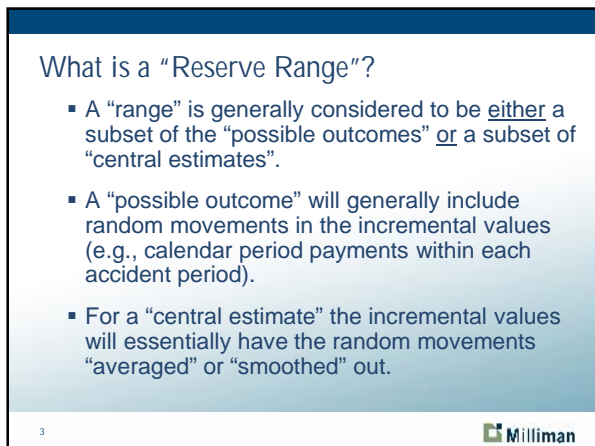 What is a "Reserve Range"?
▪ A "range" is generally considered to be either a
subset of the "possible outcomes" or a subset of
"central estimates".
▪ A "possible outcome" will generally include
random movements in the incremental values
(e.g., calendar period payments within each
accident period).
▪ For a "central estimate" the incremental values
will essentially have the random movements
"averaged" or "smoothed" out.
3
Milliman